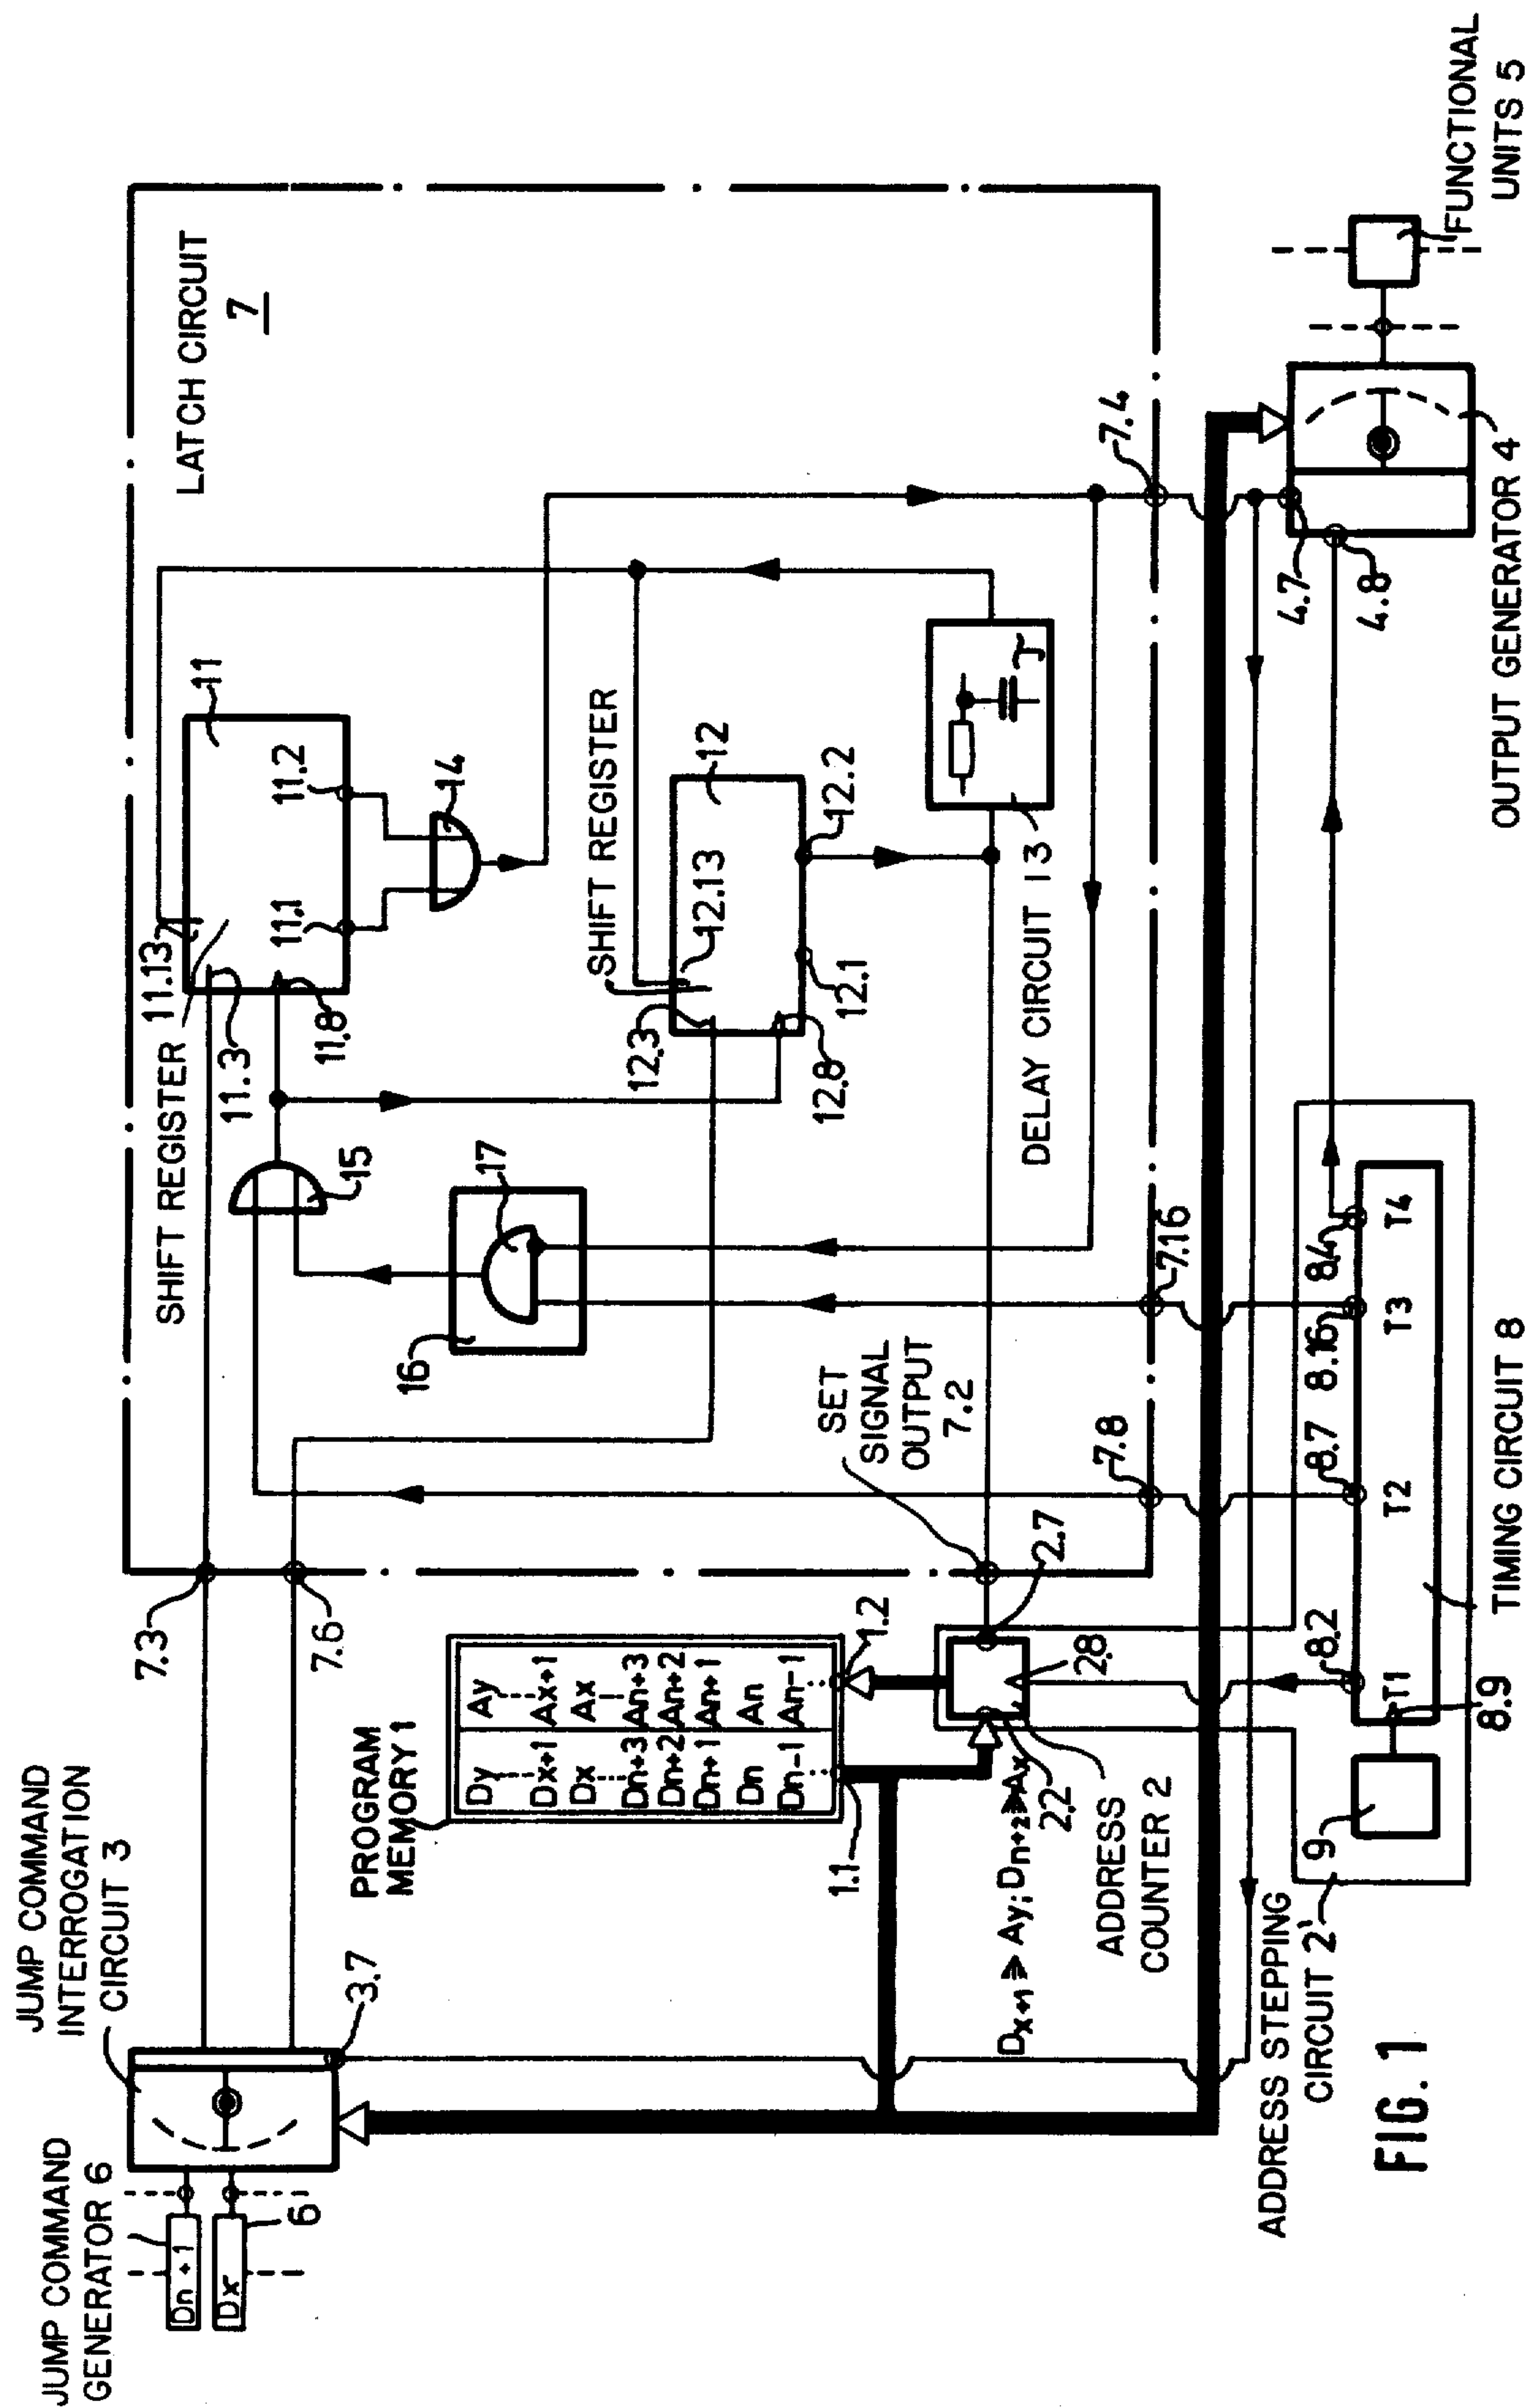 JUMP COMMAND
GENERATOR 6
Dn+1
Dx
6
JUMP COMMAND
INTERROGATION
CIRCUIT 3
3.7
7.3
7.6
PROGRAM
MEMORY 1
Dy Ay
Dx+1 Ax+1
Dx Ax
Dn+3 An+3
Dn+2 An+2
Dn+1 An+1
Dn An
Dn-1 An-1
1.1
1.2
Dx+1 ⩾ Ay; Dn+2 ⩾ Ax
2.2
2.8
2.7
ADDRESS
COUNTER 2
ADDRESS STEPPING
CIRCUIT 2'
9
8.9
T1
T2
T3
T4
8.2
8.7
8.16
8.4
TIMING CIRCUIT 8
SET
SIGNAL
OUTPUT
7.2
7.8
7.16
7.4
LATCH CIRCUIT
7
SHIFT REGISTER
11.13
11.3
11.8
11.1
11.2
11
14
15
16
17
SHIFT REGISTER
12.3
12.13
12
12.8
12.1
12.2
DELAY CIRCUIT 13
4.7
4.8
OUTPUT GENERATOR 4
FUNCTIONAL
UNITS 5
FIG. 1